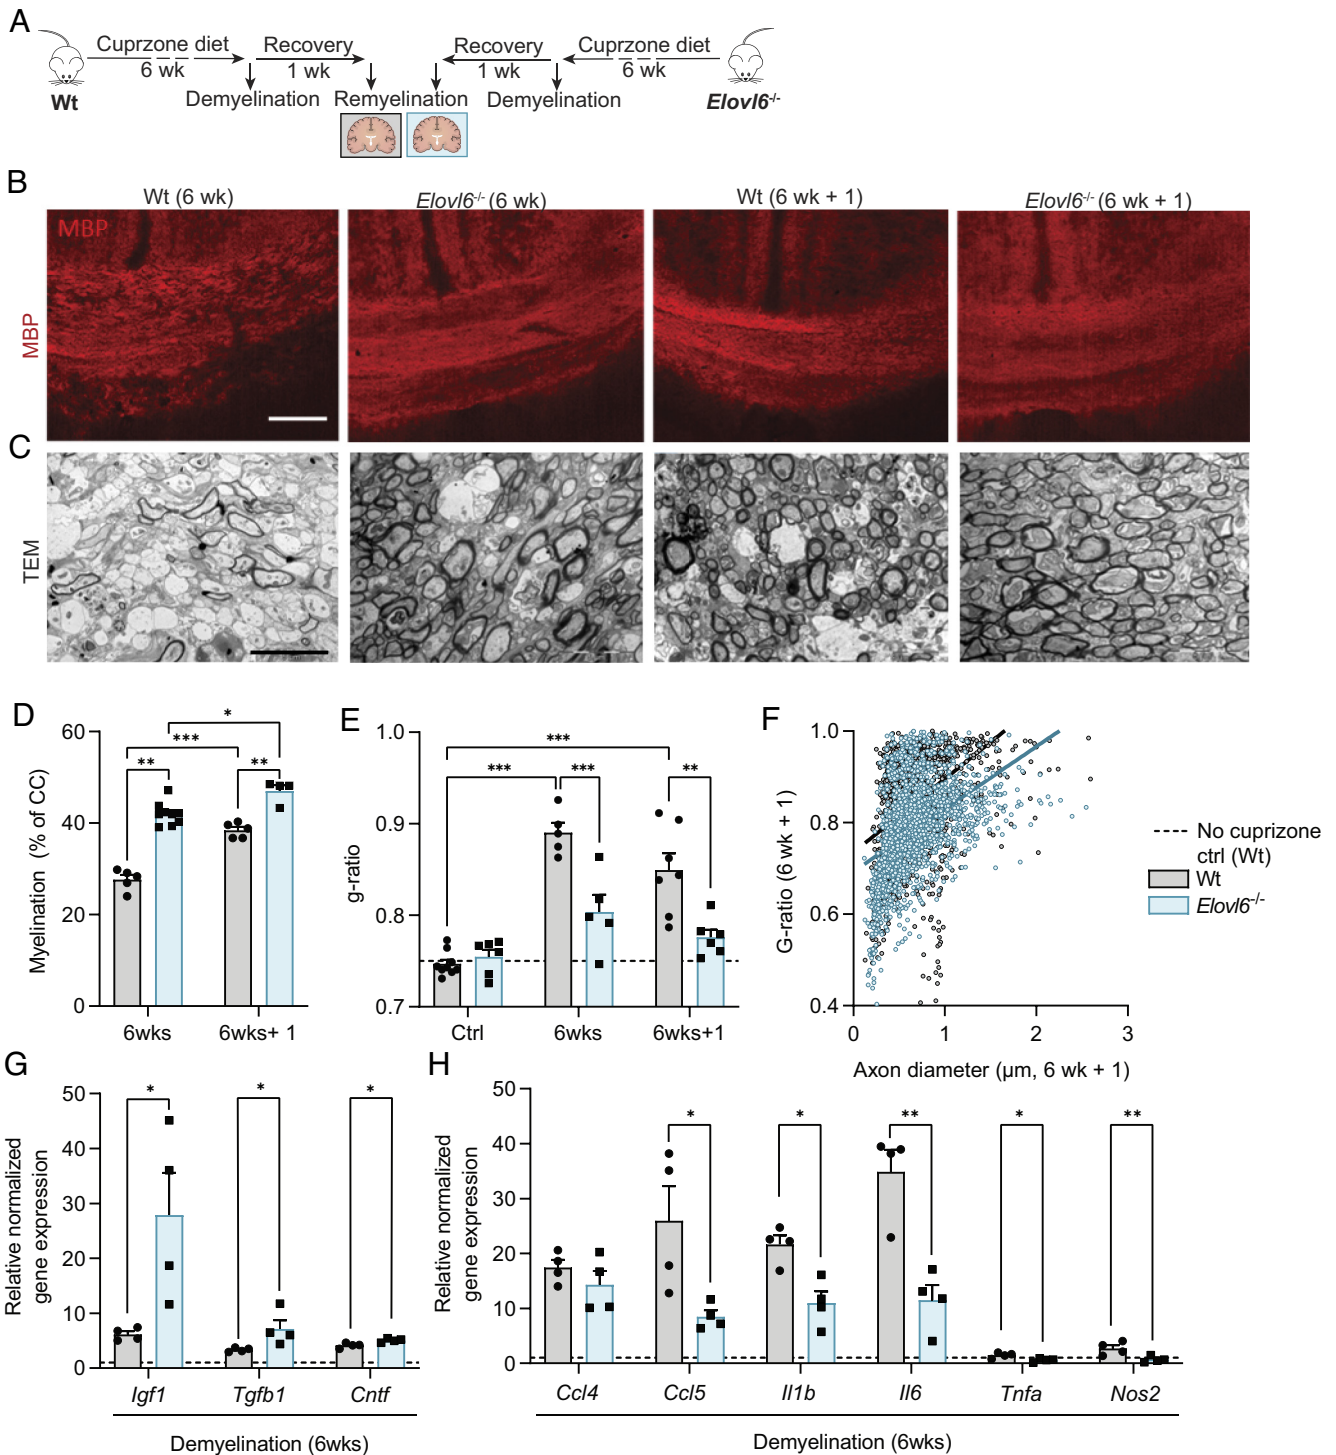 A
Cuprzone diet
6 wk
Recovery
1 wk
Recovery
1 wk
Cuprzone diet
6 wk
Wt
Demyelination
Remyelination
Demyelination
Elovl6-/-
B
Wt (6 wk)
Elovl6-/- (6 wk)
Wt (6 wk + 1)
Elovl6-/- (6 wk + 1)
MBP
MBP
C
TEM
D
Myelination (% of CC)
60
40
20
0
***
*
**
**
6wks
6wks+ 1
E
g-ratio
1.0
0.9
0.8
0.7
***
***
***
**
Ctrl
6wks
6wks+1
F
G-ratio (6 wk + 1)
1.0
0.8
0.6
0.4
0
1
2
3
Axon diameter (µm, 6 wk + 1)
No cuprizone
ctrl (Wt)
Wt
Elovl6-/-
G
Relative normalized
gene expression
50
40
30
20
10
0
*
*
*
Igf1
Tgfb1
Cntf
Demyelination (6wks)
H
Relative normalized
gene expression
50
40
30
20
10
0
*
*
**
*
**
Ccl4
Ccl5
Il1b
Il6
Tnfa
Nos2
Demyelination (6wks)